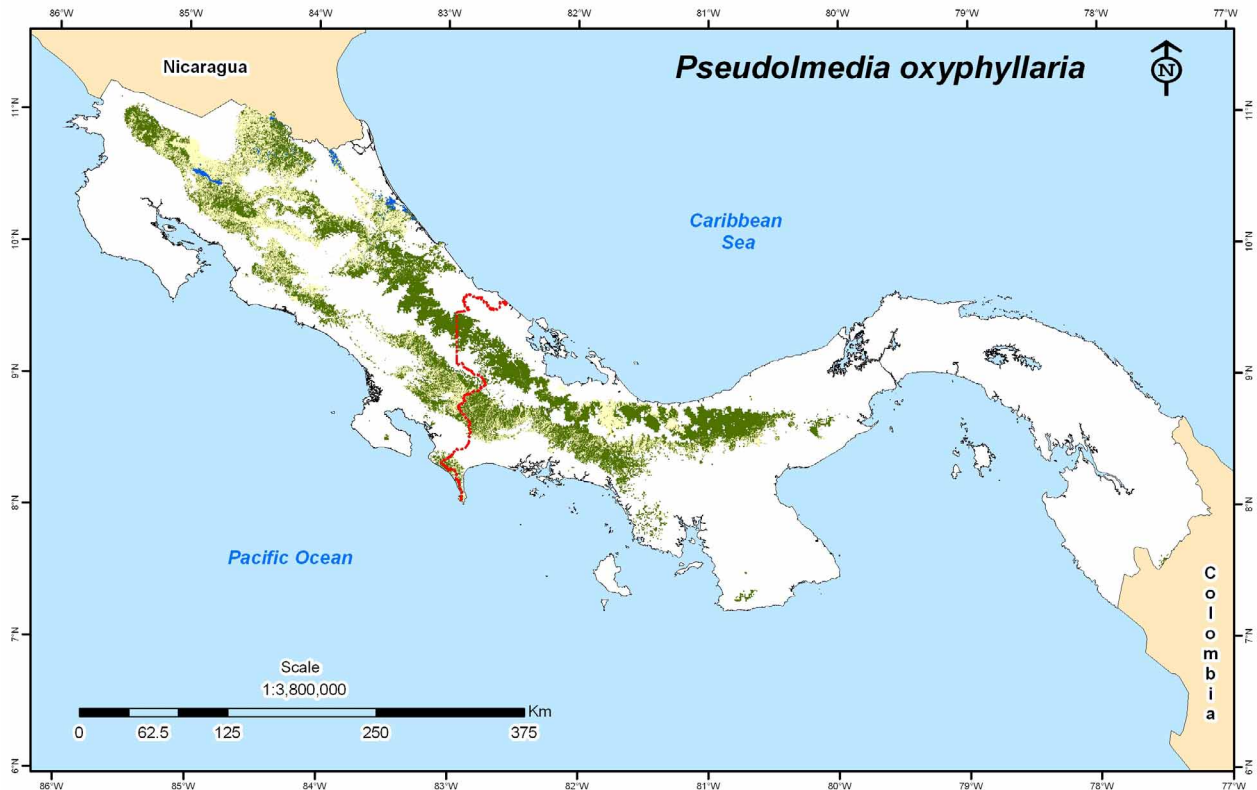 86°W 85°W 84°W 83°W 82°W 81°W 80°W 79°W 78°W 77°W
Nicaragua
Pseudolmedia oxyphyllaria
N
11°N 11°N
Caribbean
Sea
10°N 10°N
9°N 9°N
8°N 8°N
Pacific Ocean
Colombia
7°N 7°N
Scale
1:3,800,000
Km
0 62.5 125 250 375
6°N 6°N
86°W 85°W 84°W 83°W 82°W 81°W 80°W 79°W 78°W 77°W